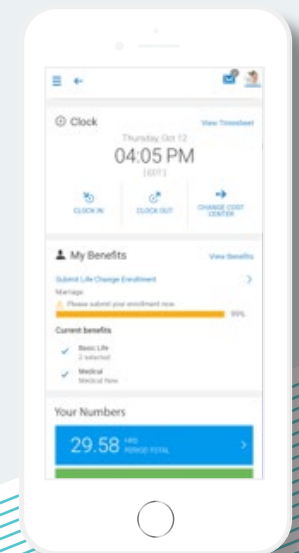 Clock
View Timesheet
Thursday, Oct 12
04:05 PM
[ EDT ]
CLOCK IN
CLOCK OUT
CHANGE COST
CENTER
My Benefits
View Benefits
Submit Life Change Enrollment
Marriage
Please submit your enrollment now.
99%
Current benefits
Basic Life
2 selected
Medical
Medical New
Your Numbers
29.58 HRS
PERIOD TOTAL